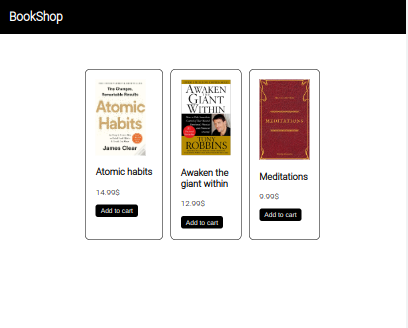 BookShop
Tiny Changes,
Remarkable Results
Atomic
Habits
James Clear
Atomic habits
14.99$
Add to cart
AWAKEN
THE
GIANT
WITHIN
TONY
ROBBINS
Awaken the
giant within
12.99$
Add to cart
MEDITATIONS
Meditations
9.99$
Add to cart